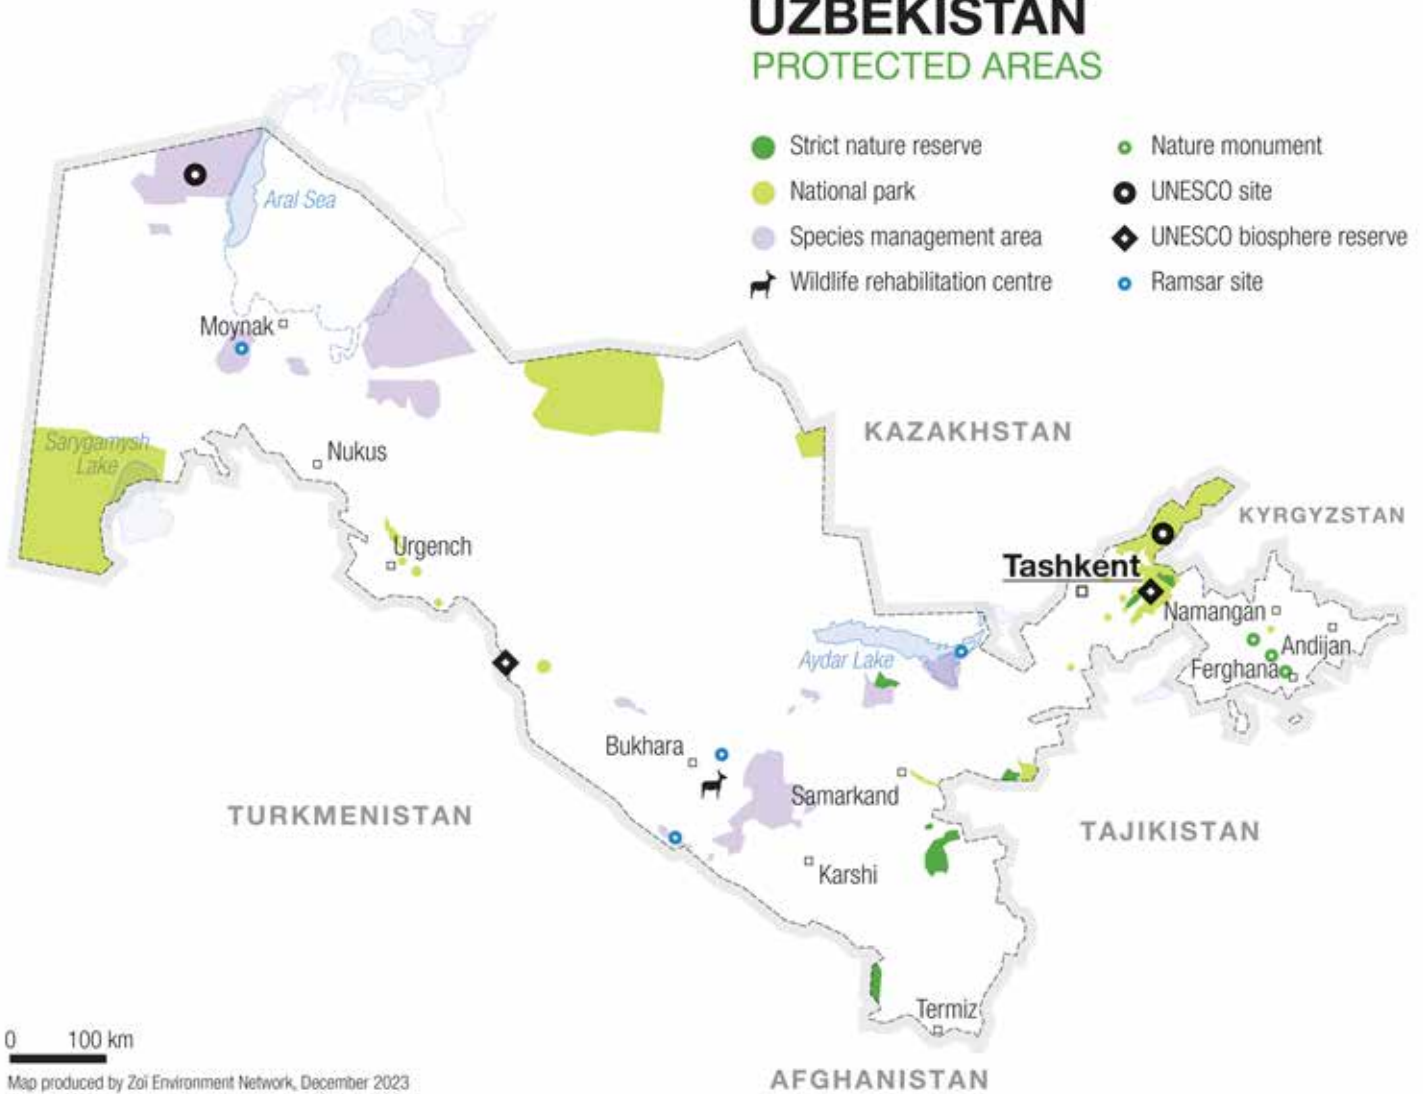 UZBEKISTAN
PROTECTED AREAS
Strict nature reserve
National park
Species management area
Wildlife rehabilitation centre
Nature monument
UNESCO site
UNESCO biosphere reserve
Ramsar site
Aral Sea
Moynak
KAZAKHSTAN
Sarygamysh
Lake
Nukus
KYRGYZSTAN
Urgench
Tashkent
Namangan
Andijan
Aydar Lake
Ferghana
Bukhara
Samarkand
TURKMENISTAN
TAJIKISTAN
Karshi
Termiz
0 100 km
Map produced by Zoï Environment Network, December 2023
AFGHANISTAN